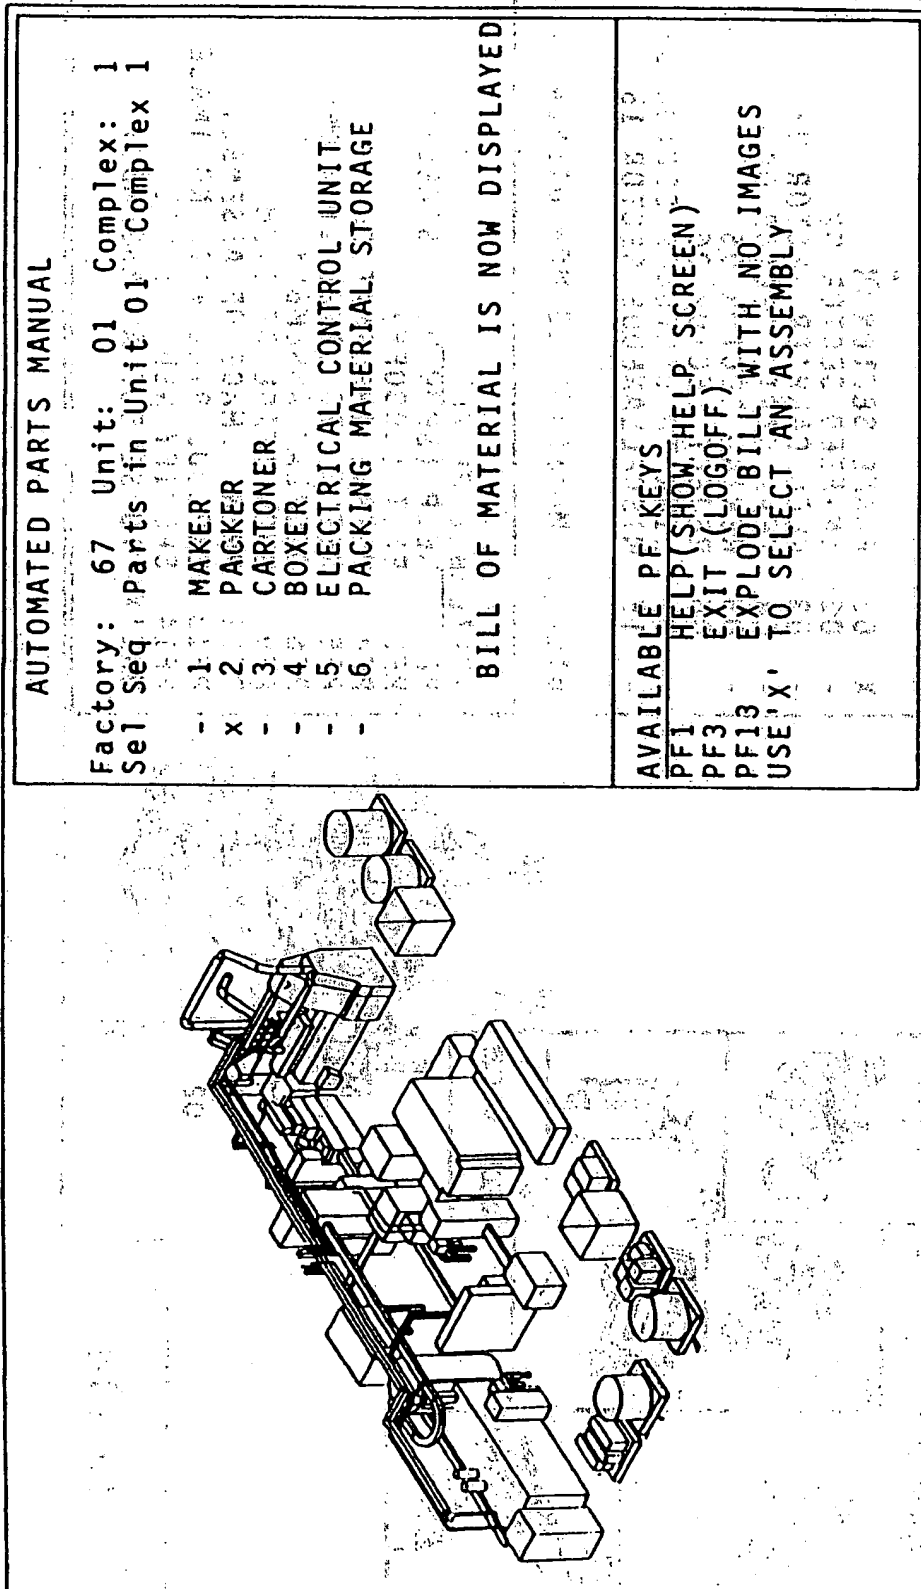 AUTOMATED PARTS MANUAL
Factory: 67 Unit: 01 Complex: 1
Sel Seq Parts in Unit 01 Complex 1
- 1 MAKER
x 2 PACKER
- 3 CARTONER
- 4 BOXER
- 5 ELECTRICAL CONTROL UNIT
- 6 PACKING MATERIAL STORAGE
BILL OF MATERIAL IS NOW DISPLAYED
AVAILABLE PF KEYS
PF1 HELP(SHOW HELP SCREEN)
PF3 EXIT (LOGOFF)
PF13 EXPLODE BILL WITH NO IMAGES
USE 'X' TO SELECT AN ASSEMBLY